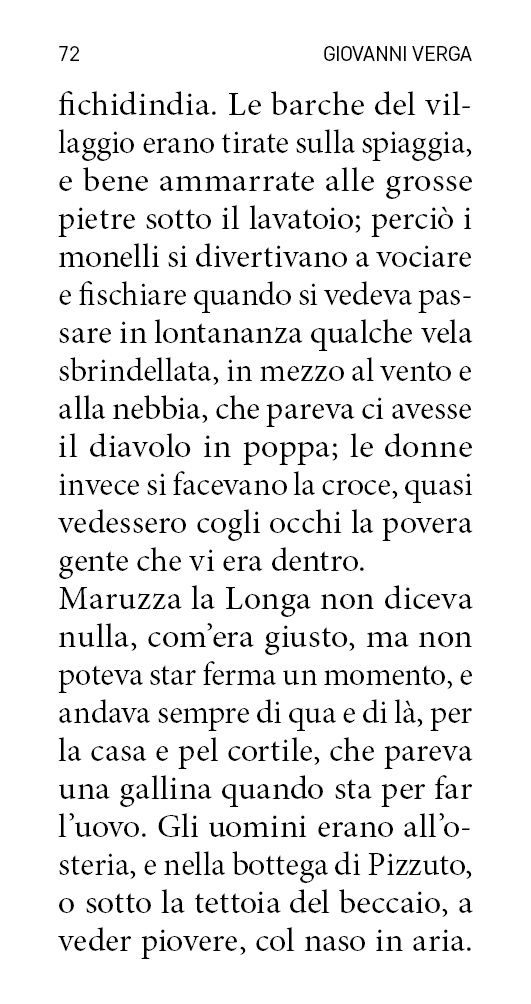 72 GIOVANNI VERGA
fichidindia. Le barche del vil-
laggio erano tirate sulla spiaggia,
e bene ammarrate alle grosse
pietre sotto il lavatoio; perciò i
monelli si divertivano a vociare
e fischiare quando si vedeva pas-
sare in lontananza qualche vela
sbrindellata, in mezzo al vento e
alla nebbia, che pareva ci avesse
il diavolo in poppa; le donne
invece si facevano la croce, quasi
vedessero cogli occhi la povera
gente che vi era dentro.
Maruzza la Longa non diceva
nulla, com’era giusto, ma non
poteva star ferma un momento, e
andava sempre di qua e di là, per
la casa e pel cortile, che pareva
una gallina quando sta per far
l’uovo. Gli uomini erano all’o-
steria, e nella bottega di Pizzuto,
o sotto la tettoia del beccaio, a
veder piovere, col naso in aria.